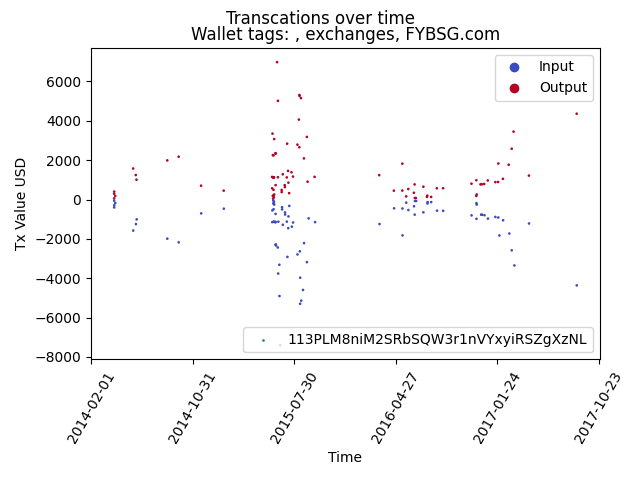 Transcations over time
Wallet tags: , exchanges, FYBSG.com
Input
Output
6000
4000
2000
0
−2000
−4000
−6000
−8000
Tx Value USD
113PLM8niM2SRbSQW3r1nVYxyiRSZgXzNL
2014-02-01
2014-10-31
2015-07-30
2016-04-27
2017-01-24
2017-10-23
Time